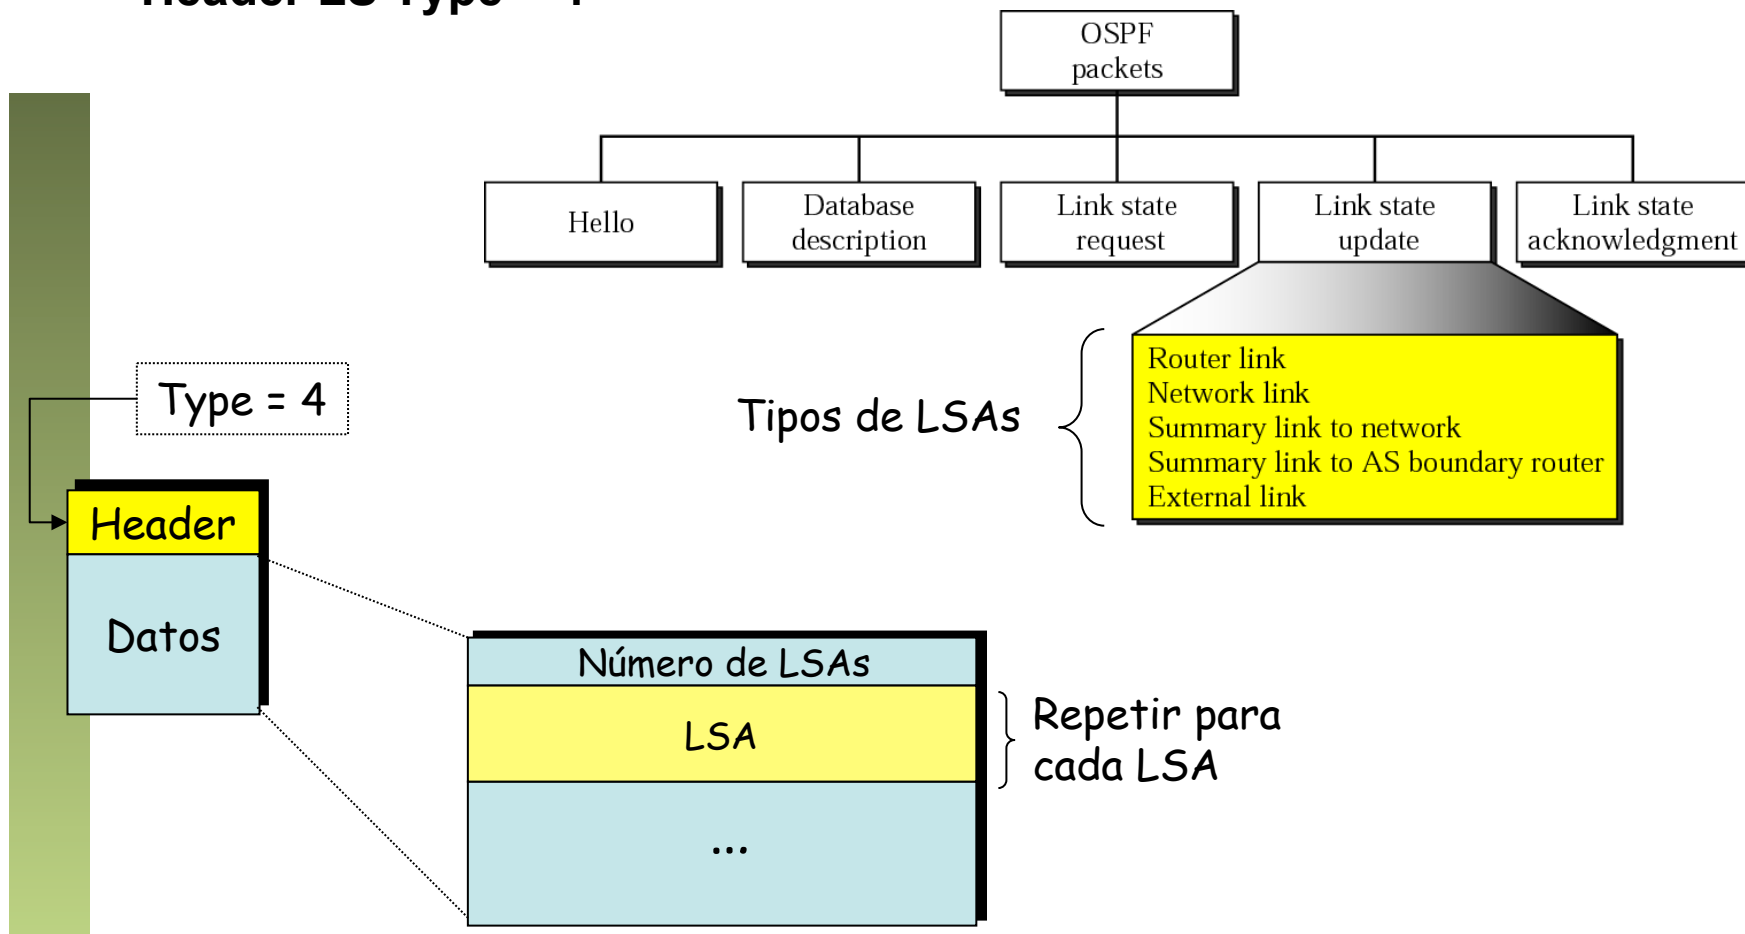 OSPF
packets
Hello
Database
description
Link state
request
Link state
update
Link state
acknowledgment
Tipos de LSAs
Router link
Network link
Summary link to network
Summary link to AS boundary router
External link
Type = 4
Header
Datos
Número de LSAs
LSA
...
Repetir para
cada LSA